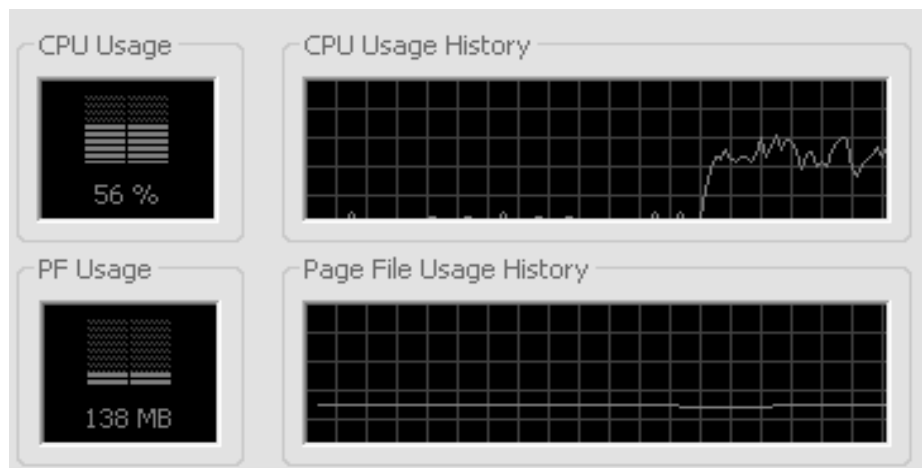 CPU Usage
CPU Usage History
56 %
PF Usage
Page File Usage History
138 MB